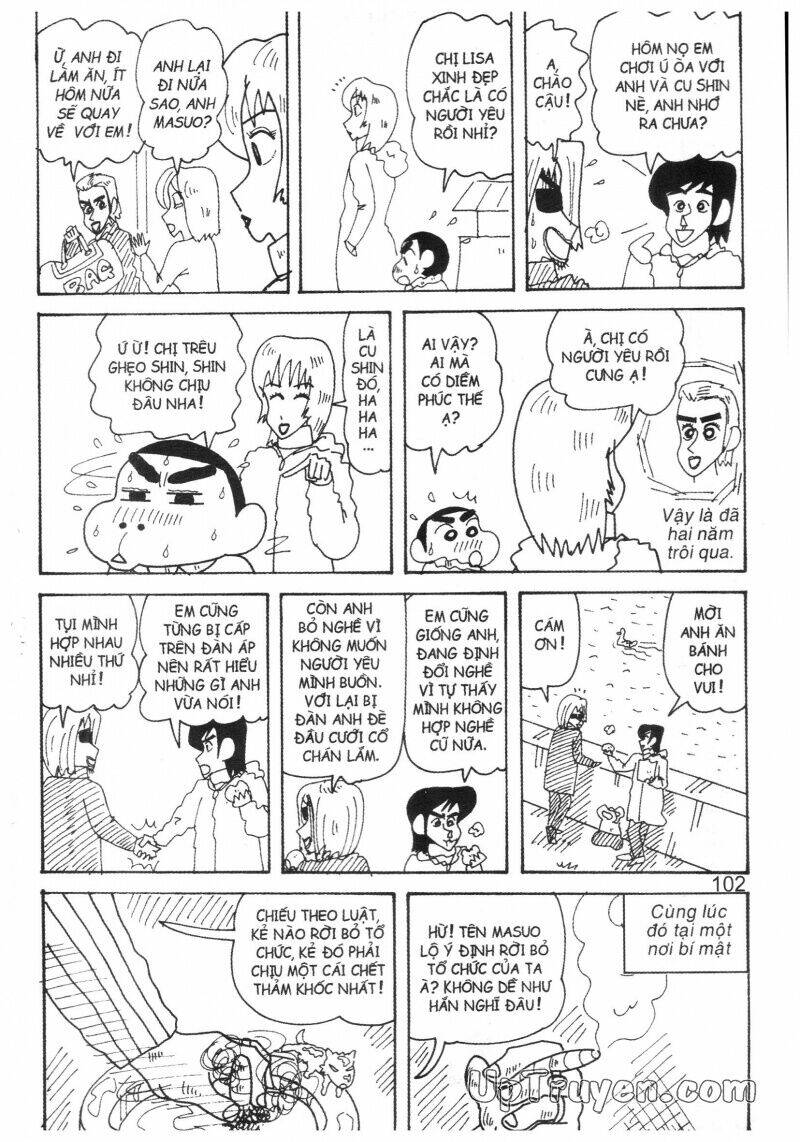 HÔM NỌ EM
CHƠI Ú ÒA VỚI
ANH VÀ CU SHIN
NÈ, ANH NHỚ
RA CHƯA?
A,
CHÀO
CẬU!
CHỊ LISA
XINH ĐẸP
CHẮC LÀ CÓ
NGƯỜI YÊU
RỒI NHỈ?
ANH LẠI
ĐI NỮA
SAO, ANH
MASUO?
Ừ, ANH ĐI
LÀM ĂN, ÍT
HÔM NỮA
SẼ QUAY
VỀ VỚI EM!
BAG
À, CHỊ CÓ
NGƯỜI YÊU RỒI
CƯNG Ạ!
AI VẬY?
AI MÀ
CÓ DIỄM
PHÚC THẾ
Ạ?
Vậy là đã
hai năm
trôi qua.
LÀ
CU
SHIN
ĐÓ,
HA
HA
HA
...
Ứ Ừ! CHỊ TRÊU
GHẸO SHIN, SHIN
KHÔNG CHỊU
ĐÂU NHA!
MỜI
ANH ĂN
BÁNH
CHO
VUI!
CÁM
ƠN!
EM CŨNG
GIỐNG ANH,
ĐANG ĐỊNH
ĐỔI NGHỀ
VÌ TỰ THẤY
MÌNH KHÔNG
HỢP NGHỀ
CŨ NỮA.
CÒN ANH
BỎ NGHỀ VÌ
KHÔNG MUỐN
NGƯỜI YÊU
MÌNH BUỒN.
VỚI LẠI BỊ
ĐÀN ANH ĐÈ
ĐẦU CƯỚI CỔ
CHÁN LẮM.
EM CŨNG
TỪNG BỊ CẤP
TRÊN ĐÀN ÁP
NÊN RẤT HIỂU
NHỮNG GÌ ANH
VỪA NÓI!
TỤI MÌNH
HỢP NHAU
NHIỀU THỨ
NHỈ!
102
Cùng lúc
đó tại một
nơi bí mật
HỪ! TÊN MASUO
LỘ Ý ĐỊNH RỜI BỎ
TỔ CHỨC CỦA TA
À? KHÔNG DỄ NHƯ
HẮN NGHĨ ĐÂU!
CHIẾU THEO LUẬT,
KẺ NÀO RỜI BỎ TỔ
CHỨC, KẺ ĐÓ PHẢI
CHỊU MỘT CÁI CHẾT
THẢM KHỐC NHẤT!
UpTruyen.com